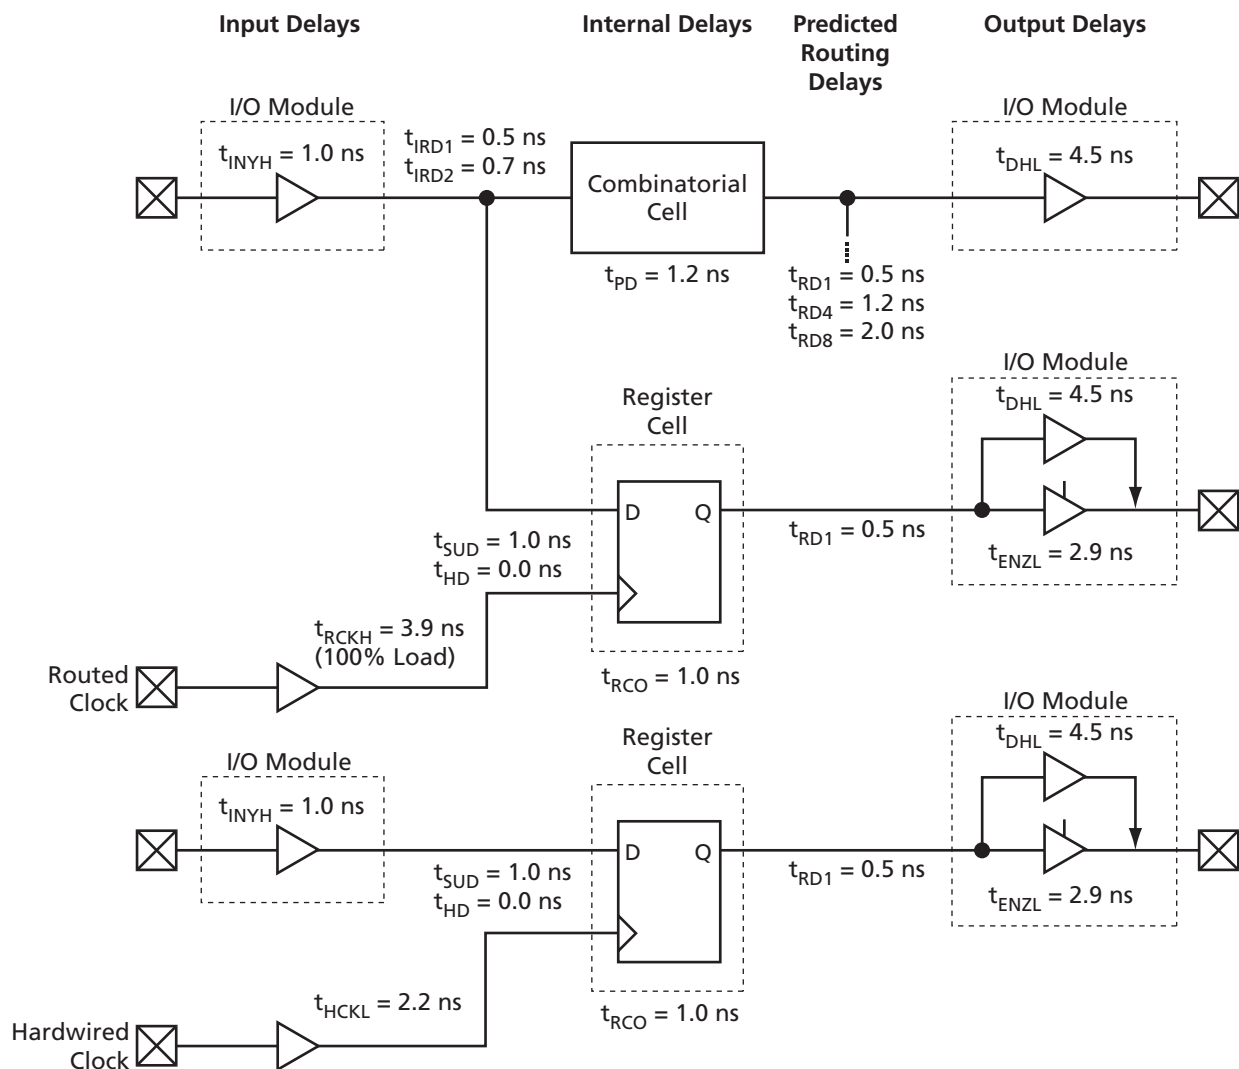 Input Delays
Internal Delays
Predicted
Routing
Delays
Output Delays
I/O Module
tINYH = 1.0 ns
tIRD1 = 0.5 ns
tIRD2 = 0.7 ns
Combinatorial
Cell
tPD = 1.2 ns
tRD1 = 0.5 ns
tRD4 = 1.2 ns
tRD8 = 2.0 ns
I/O Module
tDHL = 4.5 ns
Register
Cell
D Q
tSUD = 1.0 ns
tHD = 0.0 ns
tRCO = 1.0 ns
Routed
Clock
tRCKH = 3.9 ns
(100% Load)
tRD1 = 0.5 ns
I/O Module
tDHL = 4.5 ns
tENZL = 2.9 ns
I/O Module
tINYH = 1.0 ns
Register
Cell
D Q
tSUD = 1.0 ns
tHD = 0.0 ns
tRCO = 1.0 ns
Hardwired
Clock
tHCKL = 2.2 ns
tRD1 = 0.5 ns
I/O Module
tDHL = 4.5 ns
tENZL = 2.9 ns